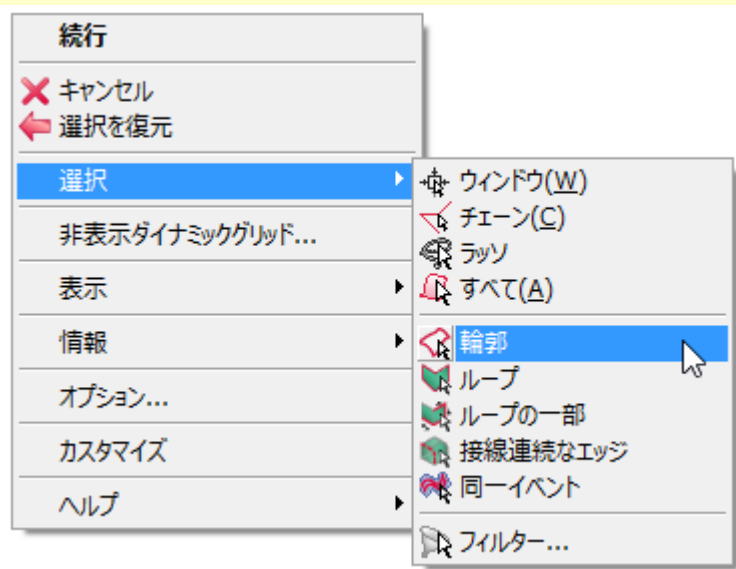 続行
キャンセル
選択を復元
選択
非表示ダイナミックグリッド...
表示
情報
オプション...
カスタマイズ
ヘルプ
ウィンドウ(W)
チェーン(C)
ラッソ
すべて(A)
輪郭
ループ
ループの一部
接線連続なエッジ
同一イベント
フィルター...